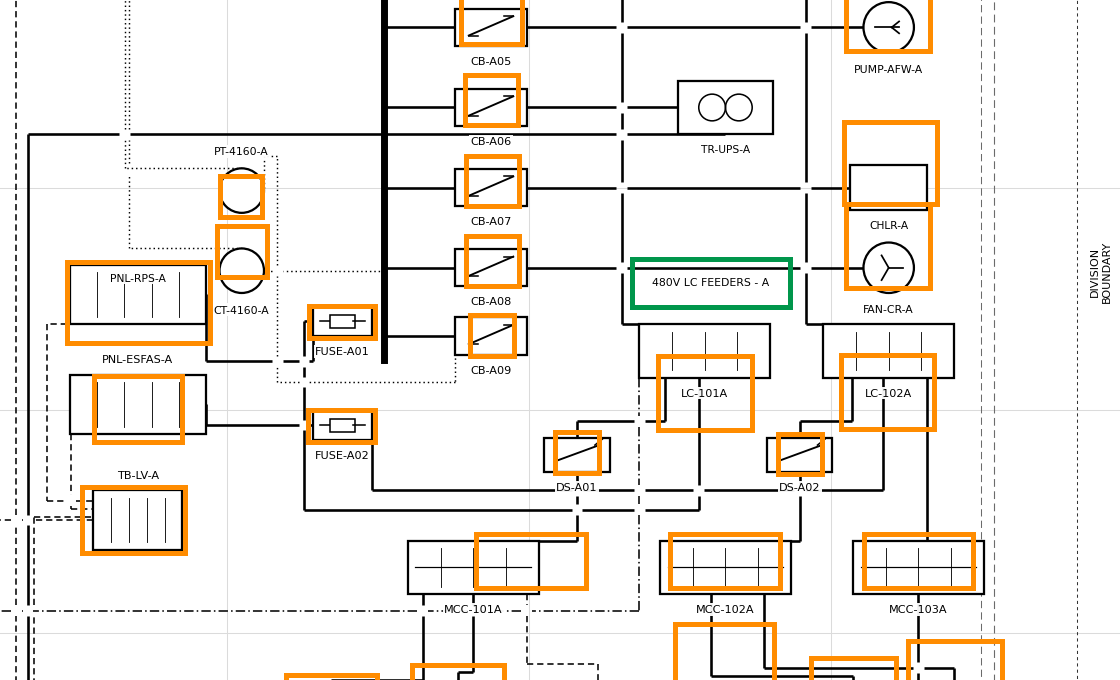 CB-A05
PUMP-AFW-A
CB-A06
PT-4160-A
TR-UPS-A
CB-A07
CHLR-A
DIVISION
BOUNDARY
PNL-RPS-A
480V LC FEEDERS - A
CB-A08
CT-4160-A
FAN-CR-A
FUSE-A01
PNL-ESFAS-A
CB-A09
LC-101A
LC-102A
FUSE-A02
TB-LV-A
DS-A01
DS-A02
MCC-101A
MCC-102A
MCC-103A